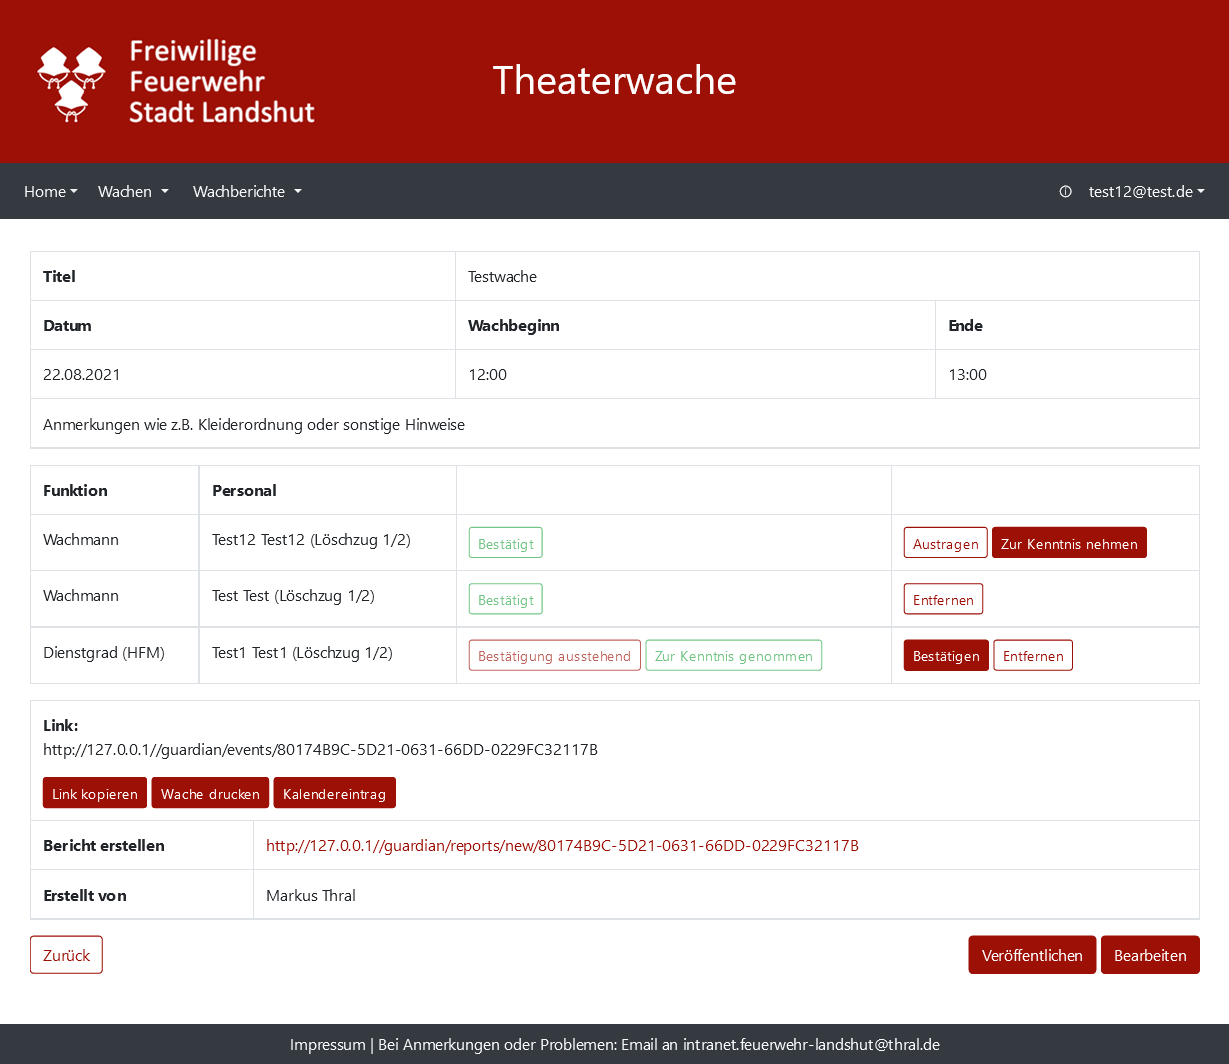 Freiwillige
Feuerwehr
Stadt Landshut
Theaterwache
Home Wachen Wachberichte test12@test.de
Titel Testwache
Datum Wachbeginn Ende
22.08.2021 12:00 13:00
Anmerkungen wie z.B. Kleiderordnung oder sonstige Hinweise
Funktion Personal
Wachmann Test12 Test12 (Löschzug 1/2) Bestätigt Austragen Zur Kenntnis nehmen
Wachmann Test Test (Löschzug 1/2) Bestätigt Entfernen
Dienstgrad (HFM) Test1 Test1 (Löschzug 1/2) Bestätigung ausstehend Zur Kenntnis genommen Bestätigen Entfernen
Link:
http://127.0.0.1//guardian/events/80174B9C-5D21-0631-66DD-0229FC32117B
Link kopieren Wache drucken Kalendereintrag
Bericht erstellen http://127.0.0.1//guardian/reports/new/80174B9C-5D21-0631-66DD-0229FC32117B
Erstellt von Markus Thral
Zurück Veröffentlichen Bearbeiten
Impressum | Bei Anmerkungen oder Problemen: Email an intranet.feuerwehr-landshut@thral.de